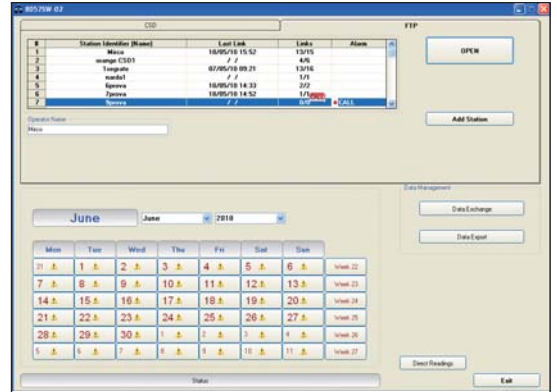 RD57SW-02
CSD
FTP
# Station Identifier (Name) Last Link Links Alarm
1 Mirco 18/05/10 15:52 13/15
2 orange CSD1 / / 4/6
3 Tongrate 07/05/10 09:21 13/16
4 nardo1 1/1
5 6prova 18/05/10 14:33 2/2
6 7prova 18/05/10 14:52 1/1
7 9prova / / 0/0 CALL
OPEN
Add Station
Operator Name
Mirco
Data Management
Data Exchange
Data Export
June June 2010
Mon Tue Wed Thu Fri Sat Sun
31 1 2 3 4 5 6 Week 22
7 8 9 10 11 12 13 Week 23
14 15 16 17 18 19 20 Week 24
21 22 23 24 25 26 27 Week 25
28 29 30 1 2 3 4 Week 26
5 6 7 8 9 10 11 Week 27
Direct Readings
Status
Exit